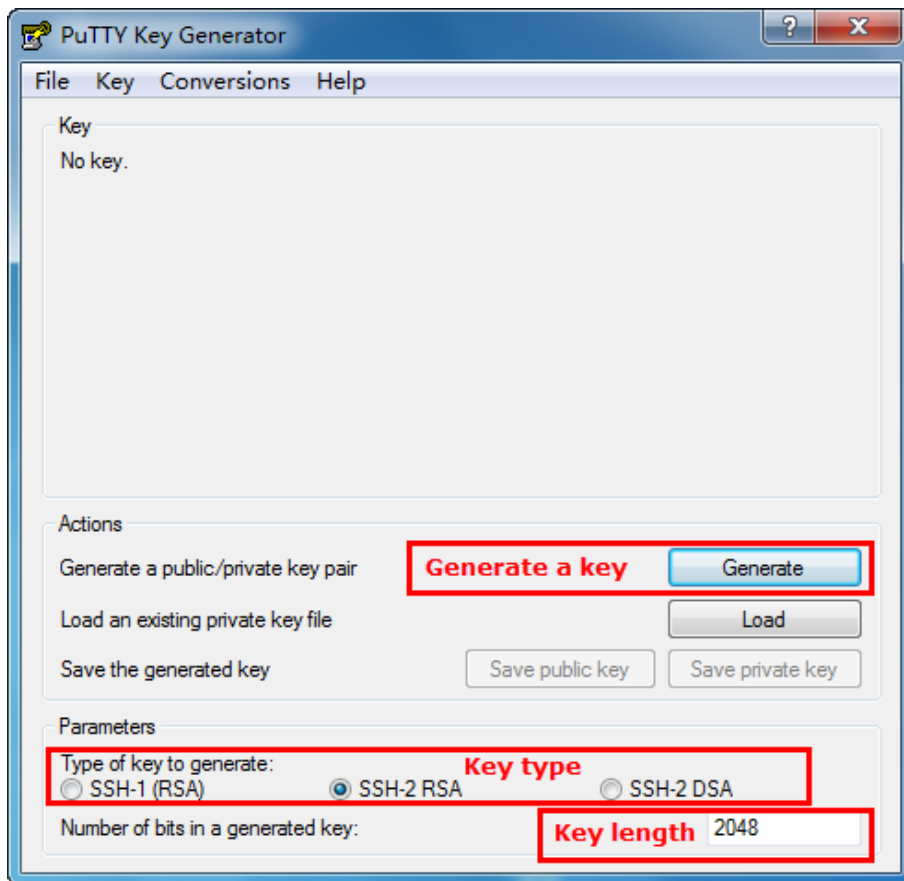 PuTTY Key Generator
?
File Key Conversions Help
Key
No key.
Actions
Generate a public/private key pair Generate a key Generate
Load an existing private key file Load
Save the generated key Save public key Save private key
Parameters
Type of key to generate: Key type
SSH-1 (RSA) SSH-2 RSA SSH-2 DSA
Number of bits in a generated key: Key length 2048